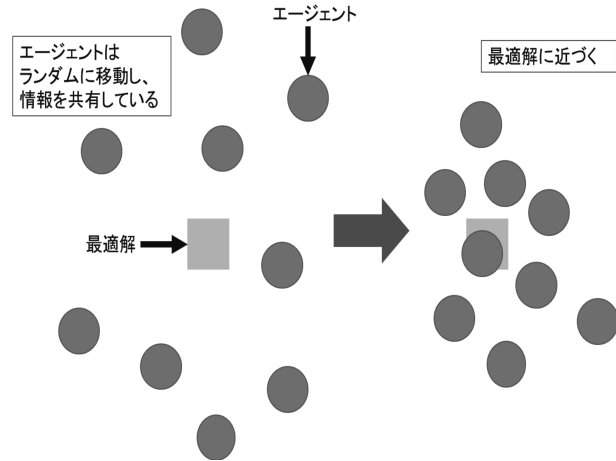 エージェントは
ランダムに移動し、
情報を共有している
エージェント
最適解に近づく
最適解